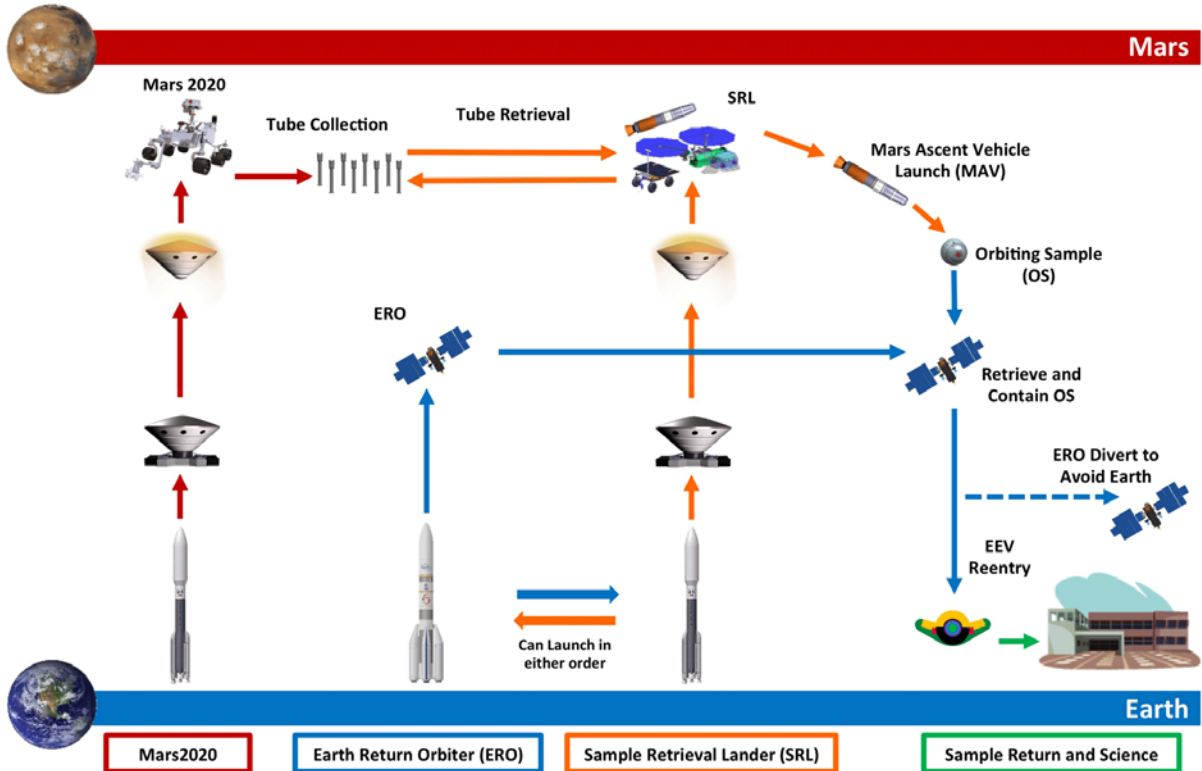 Mars
Mars 2020
Tube Collection
Tube Retrieval
SRL
Mars Ascent Vehicle
Launch (MAV)
Orbiting Sample
(OS)
ERO
Retrieve and
Contain OS
ERO Divert to
Avoid Earth
EEV
Reentry
Can Launch in
either order
Earth
Mars2020
Earth Return Orbiter (ERO)
Sample Retrieval Lander (SRL)
Sample Return and Science